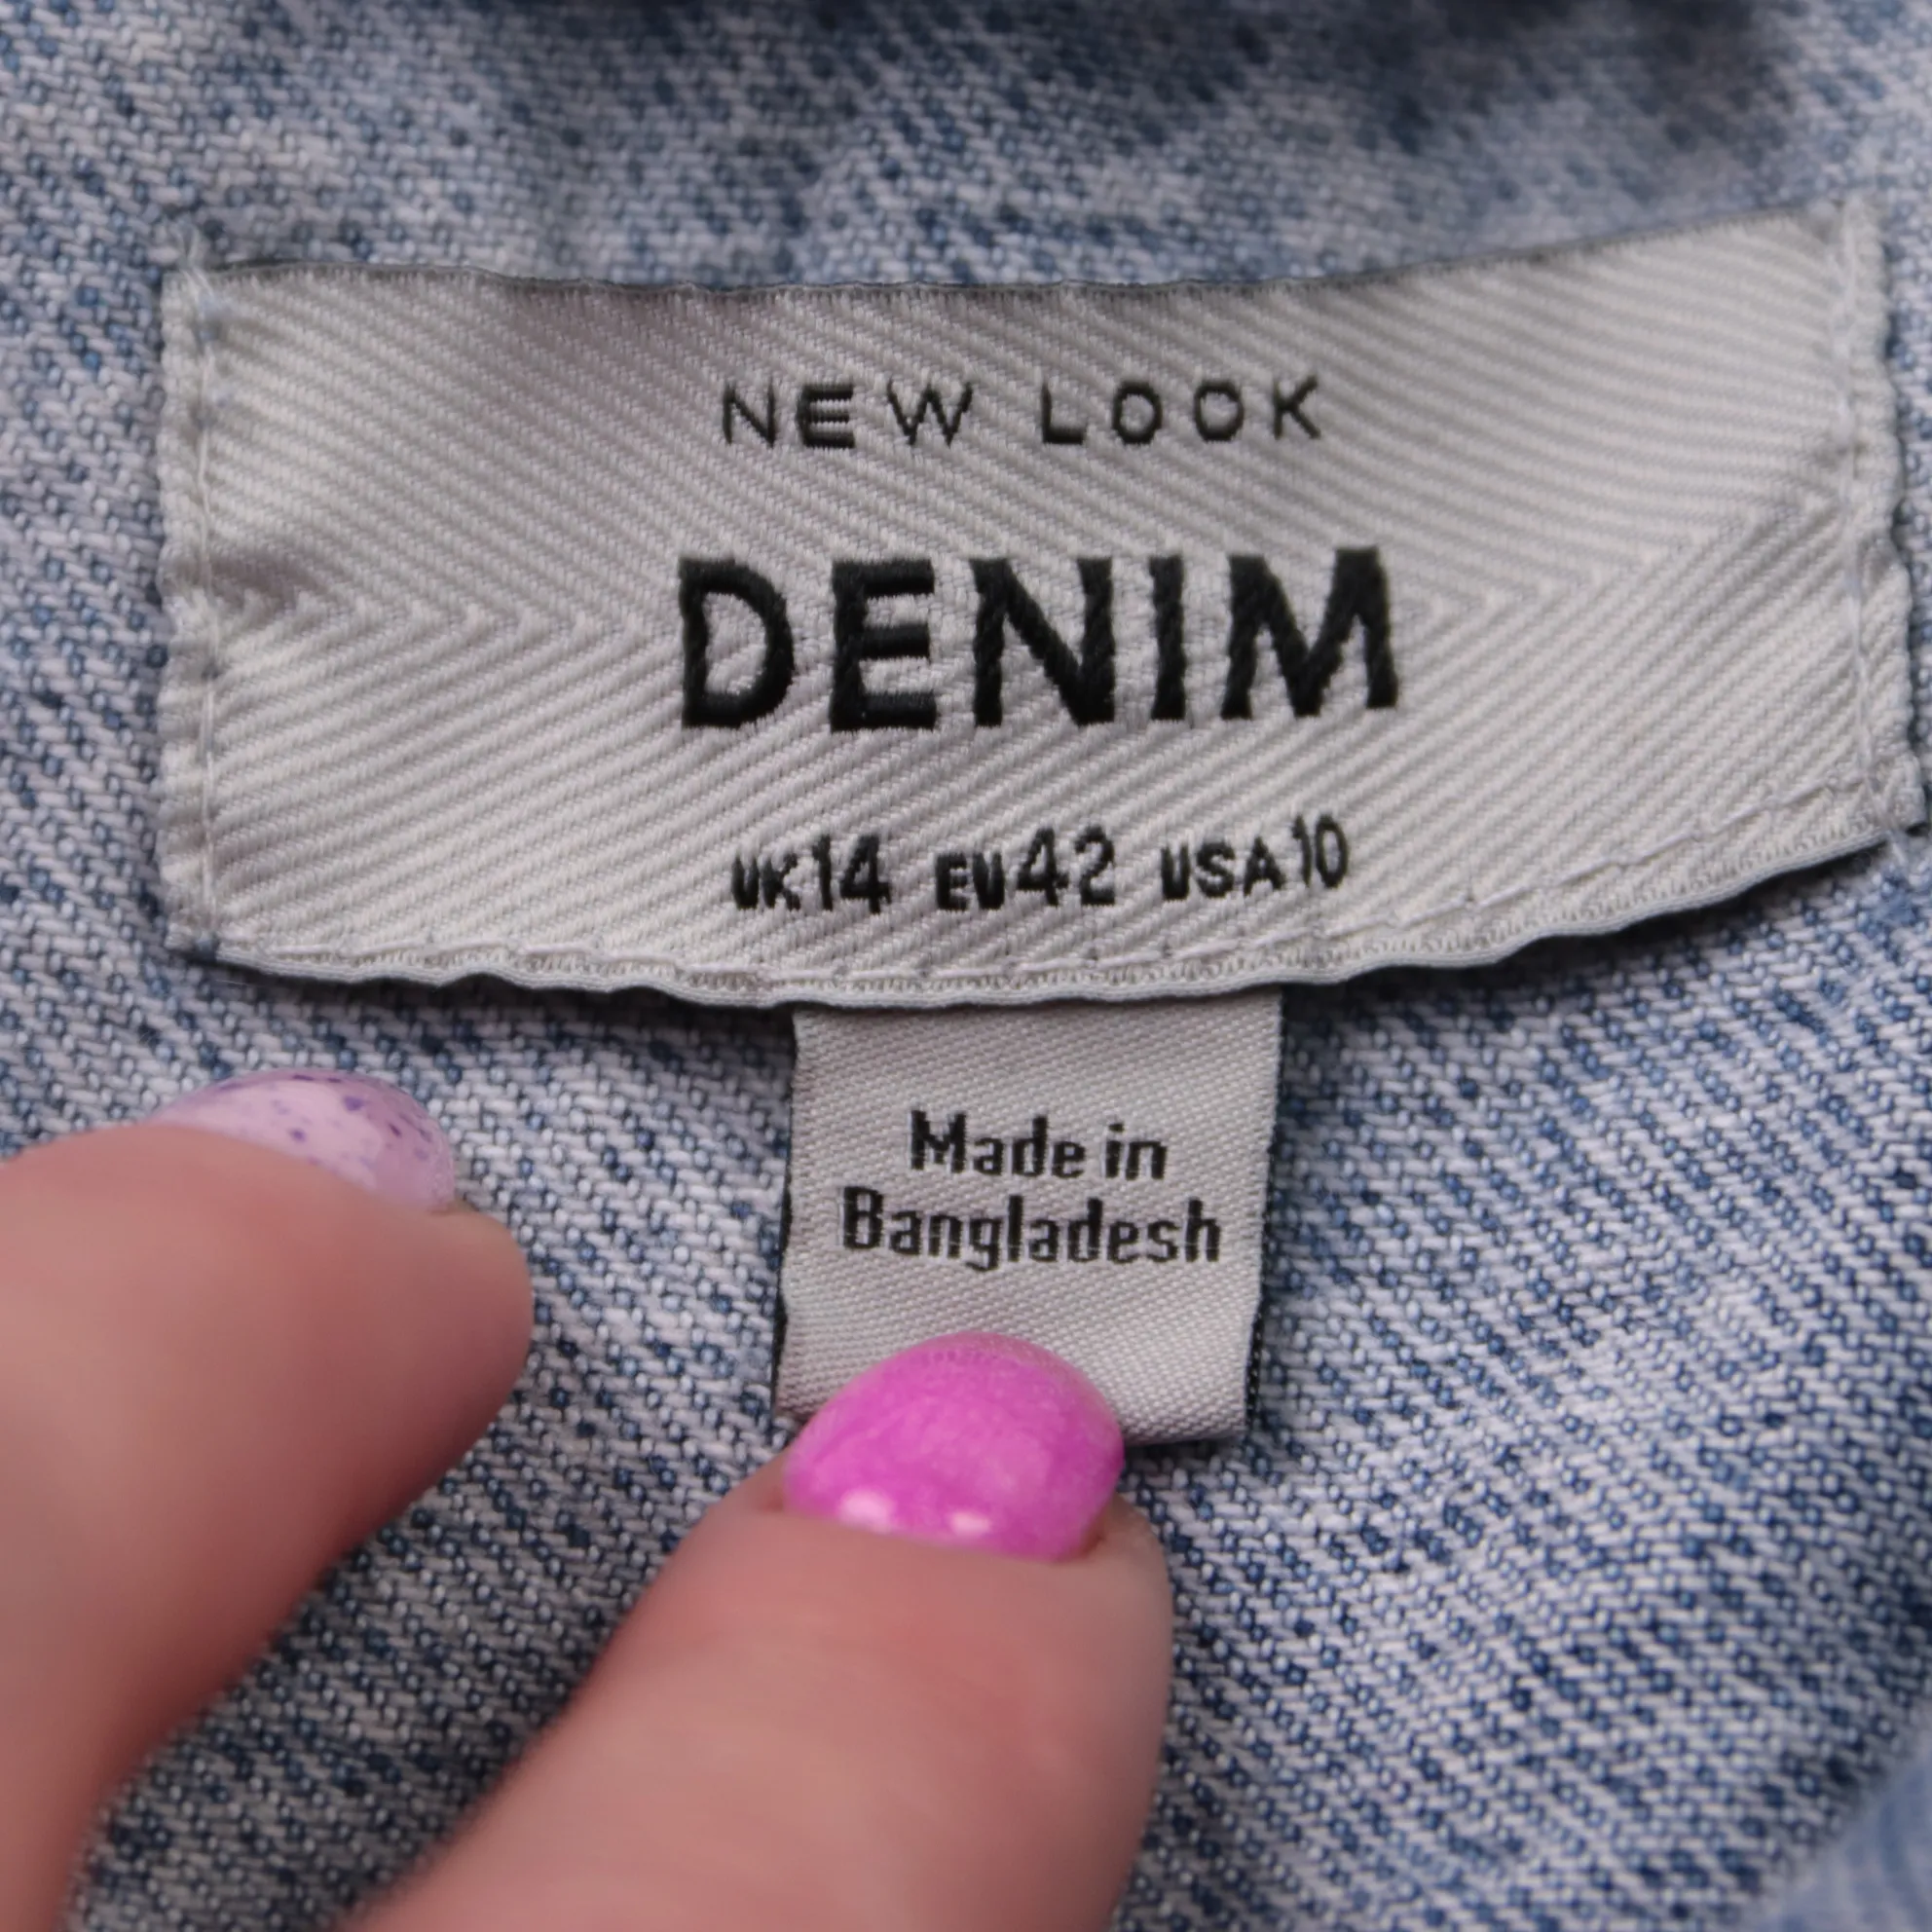 NEW LOOK
DENIM
UK14 EU42 USA10
Made in
Bangladesh